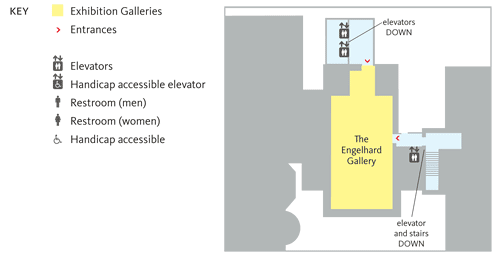 KEY
Exhibition Galleries
Entrances
Elevators
Handicap accessible elevator
Restroom (men)
Restroom (women)
Handicap accessible
elevators
DOWN
The
Engelhard
Gallery
elevator
and stairs
DOWN